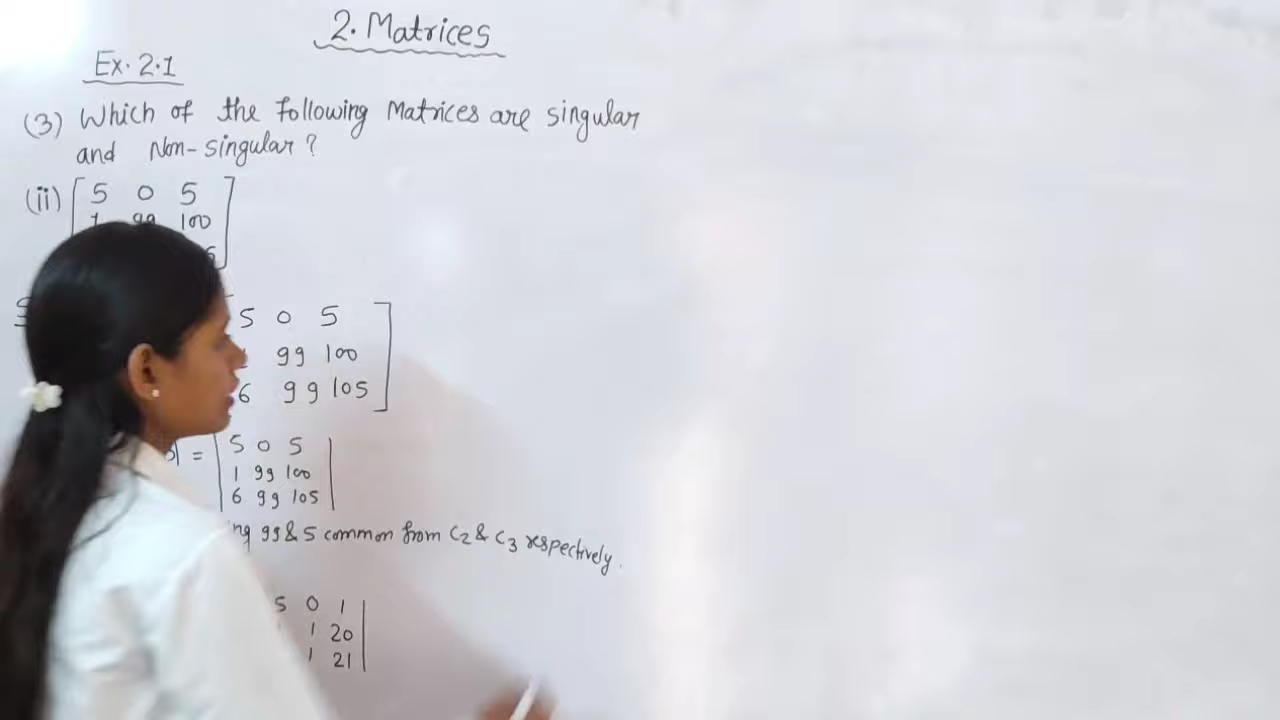 2. Matrices
Ex. 2.1
(3) Which of the following Matrices are singular
and Non-singular?
(ii) [ 5 0 5 ]
1 99 100
5 0 5
99 100
6 99 105
= | 5 0 5 |
1 99 100
6 99 105
99 & 5 common from C2 & C3 respectively.
5 0 1
1 20
1 21